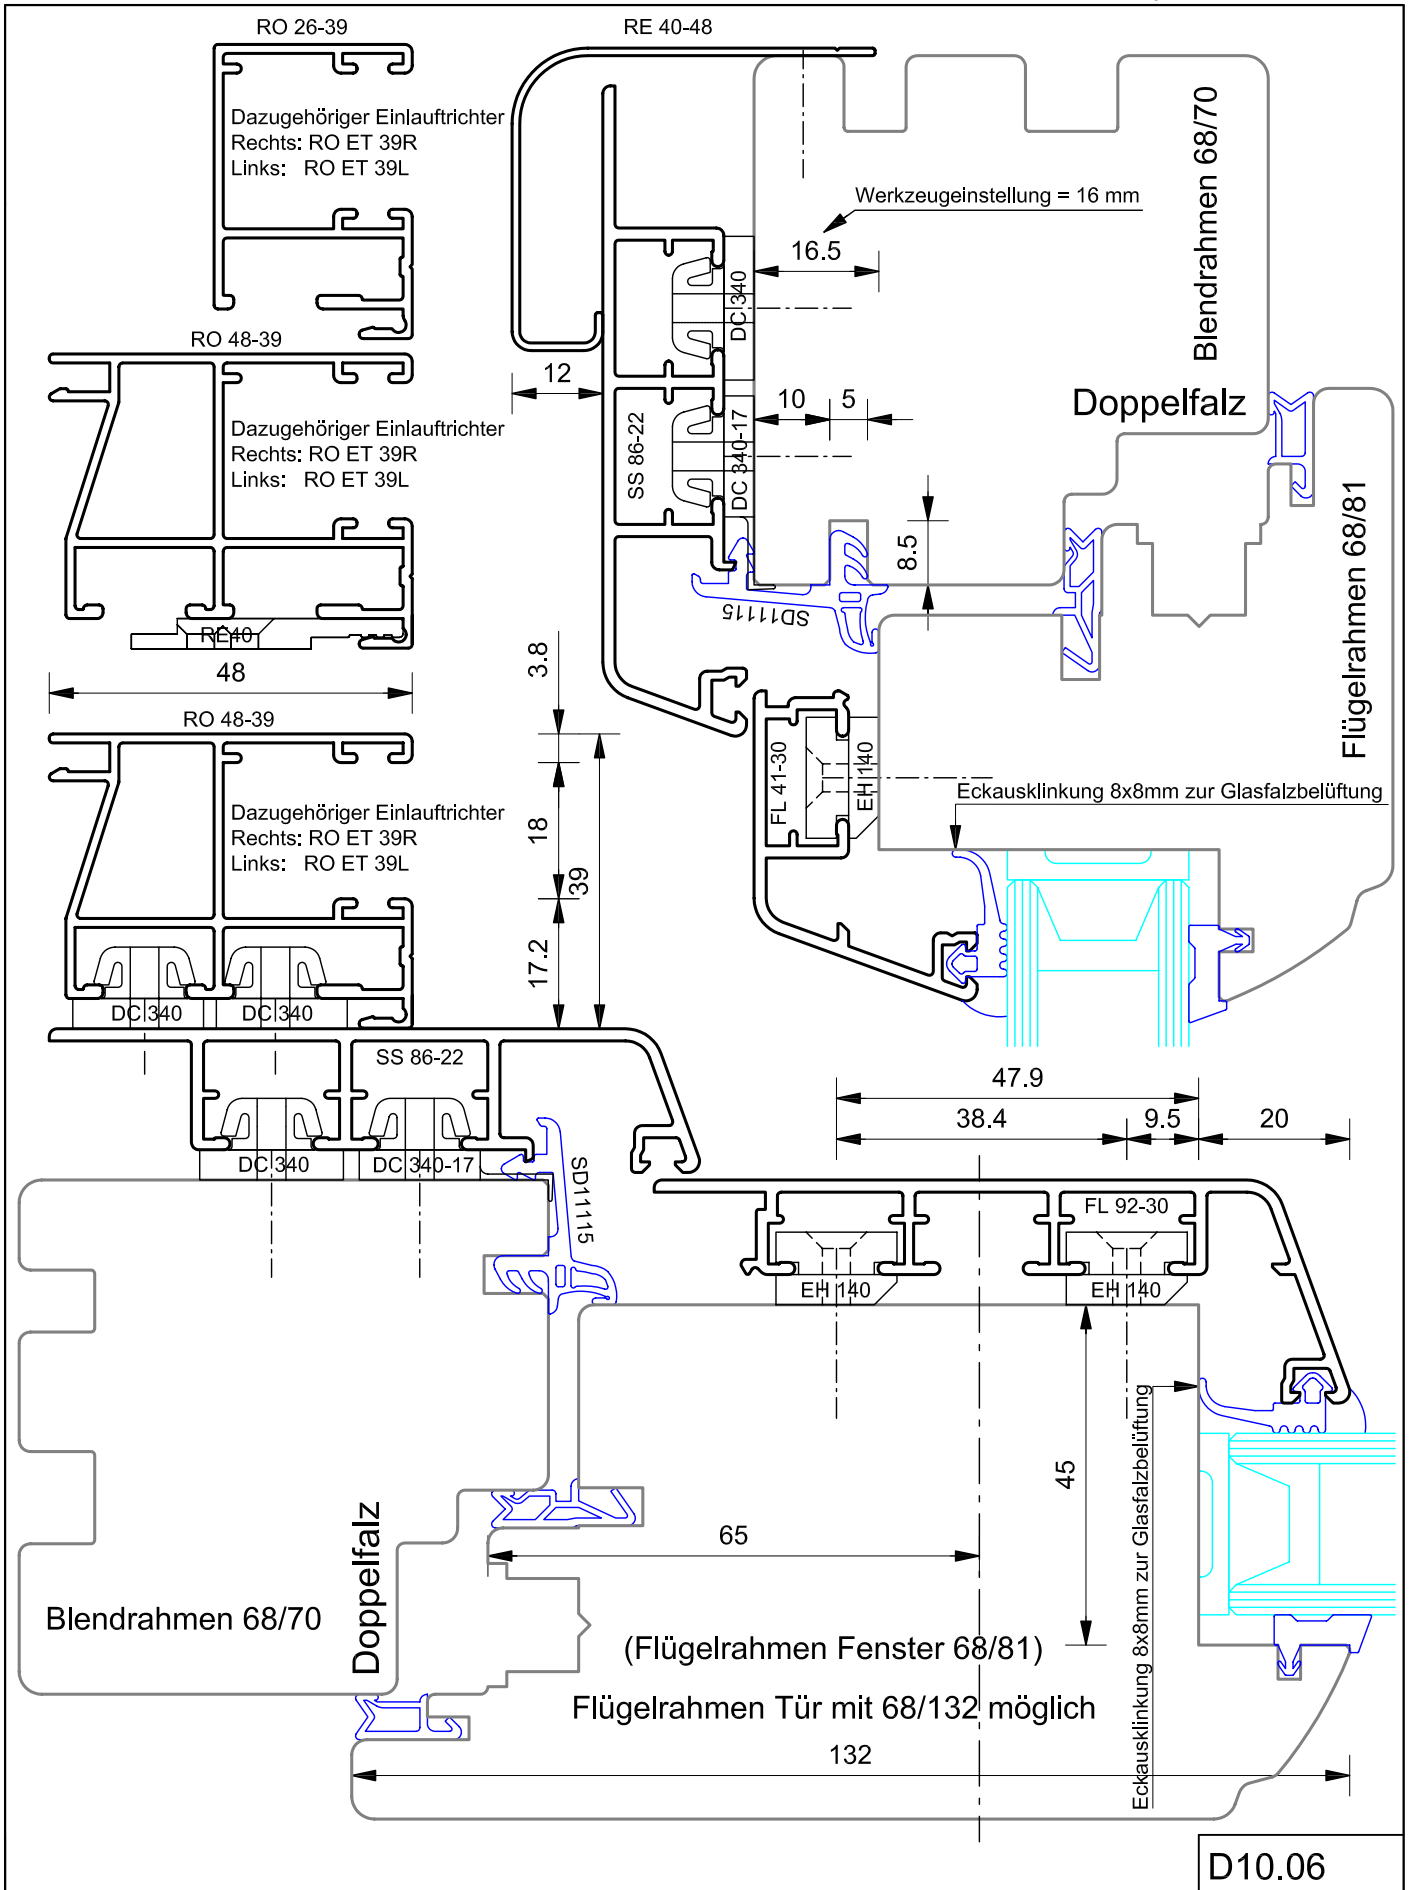 RO 26-39
RE 40-48
Dazugehöriger Einlauftrichter
Rechts: RO ET 39R
Links: RO ET 39L
Blendrahmen 68/70
Werkzeugeinstellung = 16 mm
16.5
DC 340
RO 48-39
12
10
5
Doppelfalz
Dazugehöriger Einlauftrichter
Rechts: RO ET 39R
Links: RO ET 39L
SS 86-22
DC 340-17
8.5
Flügelrahmen 68/81
SD11115
RE40
48
3.8
RO 48-39
FL 41-30
EH 140
Eckausklinkung 8x8mm zur Glasfalzbelüftung
Dazugehöriger Einlauftrichter
Rechts: RO ET 39R
Links: RO ET 39L
18
39
17.2
DC 340
DC 340
SS 86-22
47.9
38.4
9.5
20
DC 340
DC 340-17
SD11115
FL 92-30
EH 140
EH 140
45
Eckausklinkung 8x8mm zur Glasfalzbelüftung
65
Doppelfalz
Blendrahmen 68/70
(Flügelrahmen Fenster 68/81)
Flügelrahmen Tür mit 68/132 möglich
132
D10.06